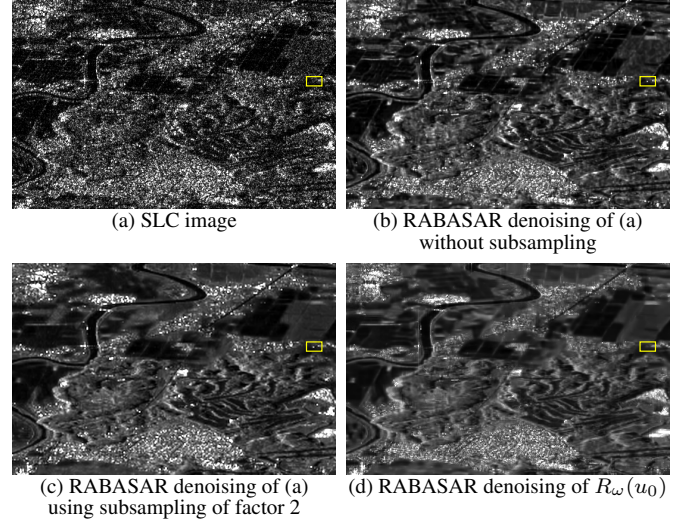 (a) SLC image
(b) RABASAR denoising of (a)
without subsampling
(c) RABASAR denoising of (a)
using subsampling of factor 2
(d) RABASAR denoising of $R_\omega(u_0)$